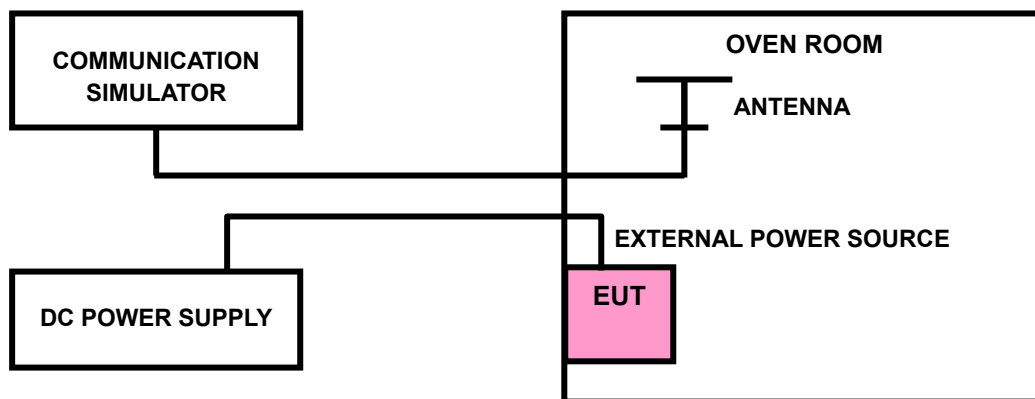 COMMUNICATION
SIMULATOR
OVEN ROOM
ANTENNA
EXTERNAL POWER SOURCE
EUT
DC POWER SUPPLY